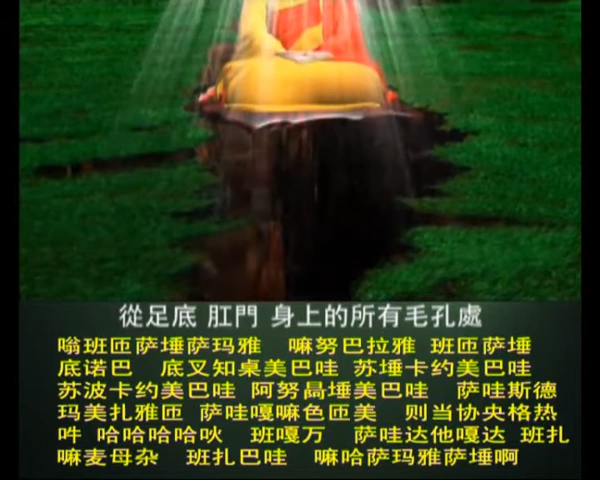 從足底 肛門 身上的所有毛孔處
嗡班匝萨埵萨玛雅 嘛努巴拉雅 班匝萨埵
底诺巴 底叉知桌美巴哇 苏埵卡约美巴哇
苏波卡约美巴哇 阿努曷埵美巴哇 萨哇斯德
玛美扎雅匝 萨哇嘎嘛色匝美 则当协央格热
吽 哈哈哈哈吙 班嘎万 萨哇达他嘎达 班扎
嘛麦母杂 班扎巴哇 嘛哈萨玛雅萨埵啊